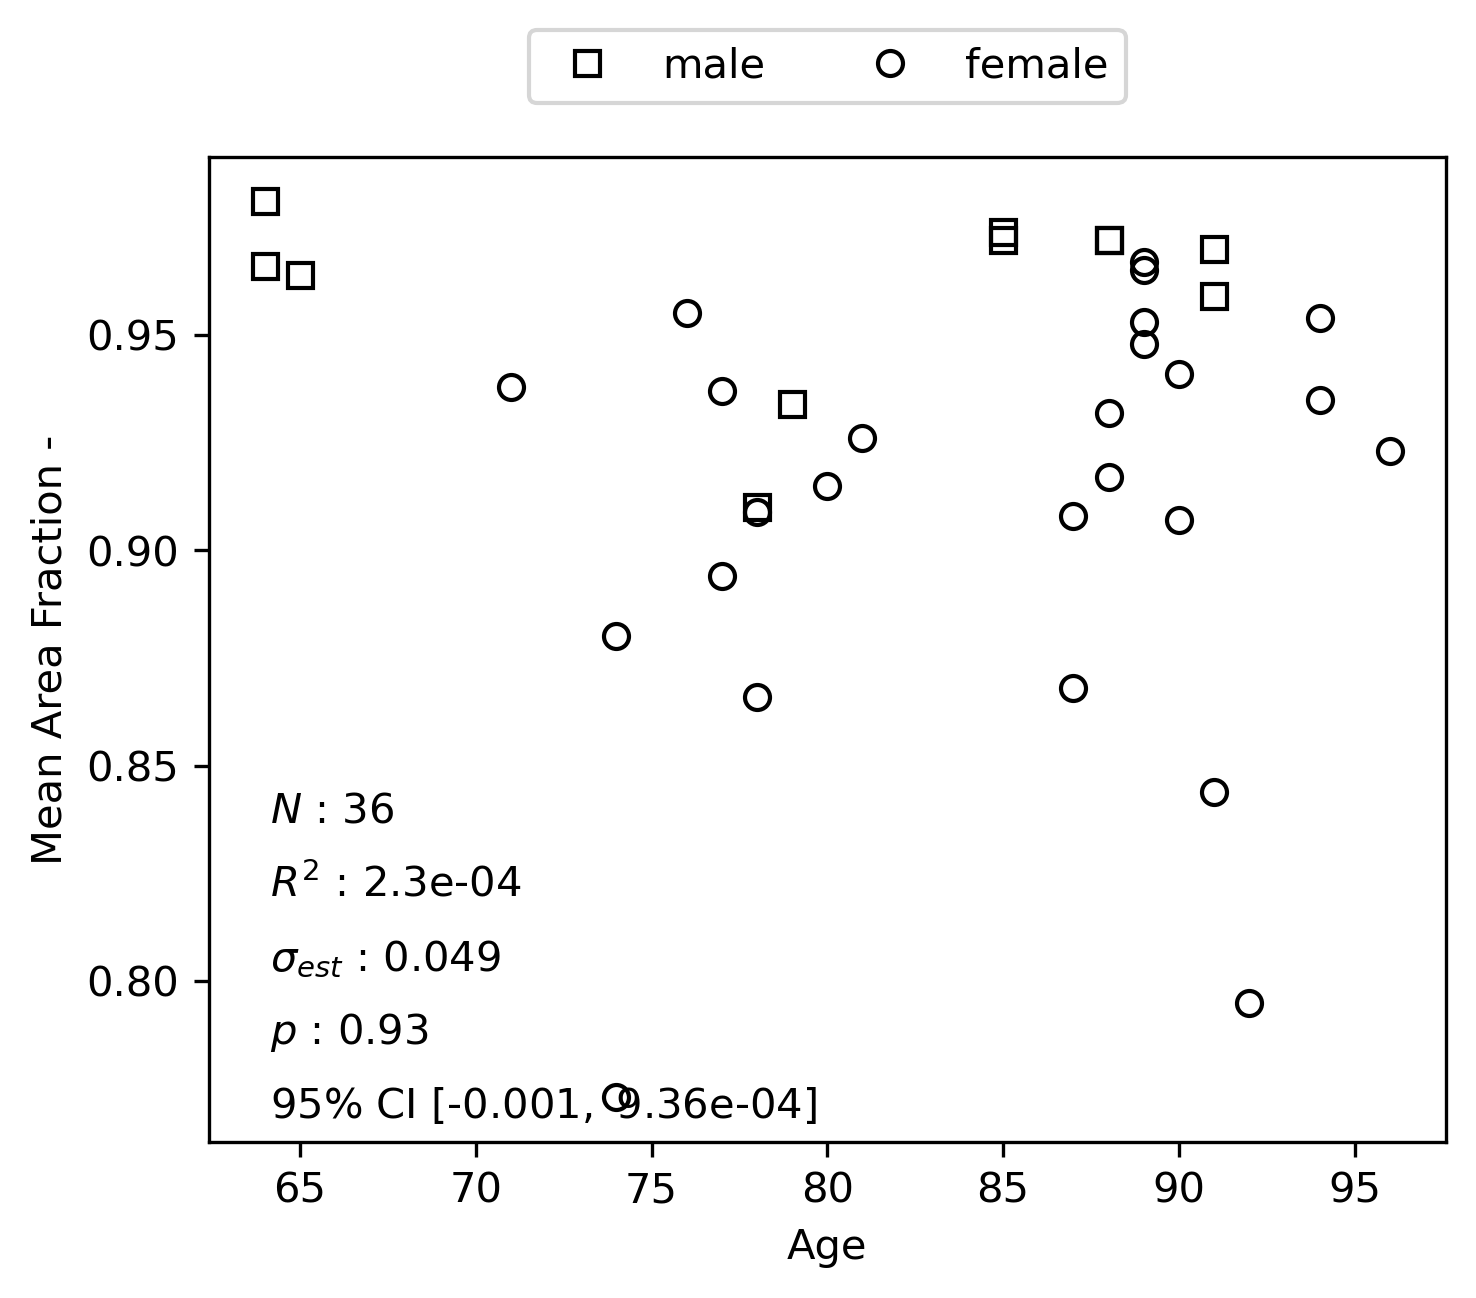 male female
0.95
0.90
0.85
0.80
Mean Area Fraction -
N : 36
R² : 2.3e-04
σest : 0.049
p : 0.93
95% CI [-0.001, 9.36e-04]
65 70 75 80 85 90 95
Age